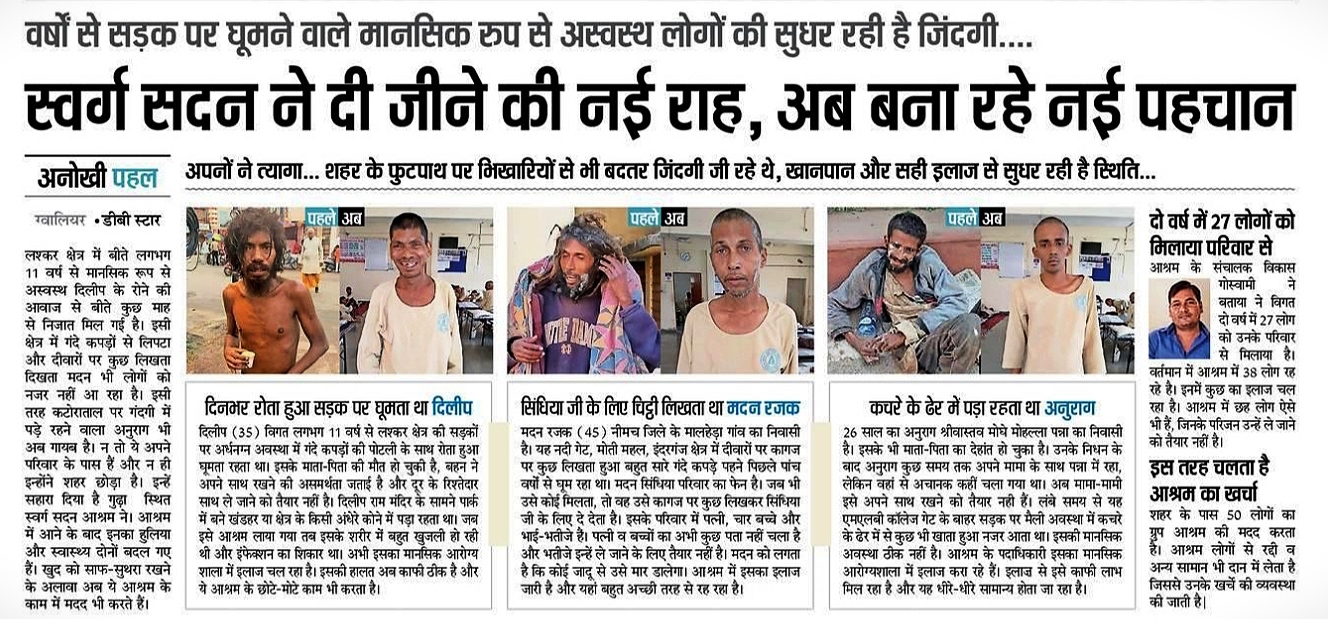 वर्षों से सड़क पर घूमने वाले मानसिक रुप से अस्वस्थ लोगों की सुधर रही है जिंदगी....
स्वर्ग सदन ने दी जीने की नई राह, अब बना रहे नई पहचान
अनोखी पहल
अपनों ने त्यागा... शहर के फुटपाथ पर भिखारियों से भी बदतर जिंदगी जी रहे थे, खानपान और सही इलाज से सुधर रही है स्थिति...
ग्वालियर •डीबी स्टार
लश्कर क्षेत्र में बीते लगभग
11 वर्ष से मानसिक रूप से
अस्वस्थ दिलीप के रोने की
आवाज से बीते कुछ माह
से निजात मिल गई है। इसी
क्षेत्र में गंदे कपड़ों से लिपटा
और दीवारों पर कुछ लिखता
दिखता मदन भी लोगों को
नजर नहीं आ रहा है। इसी
तरह कटोराताल पर गंदगी में
पड़े रहने वाला अनुराग भी
अब गायब है। न तो ये अपने
परिवार के पास हैं और न ही
इन्होंने शहर छोड़ा है। इन्हें
सहारा दिया है गुढ़ा स्थित
स्वर्ग सदन आश्रम ने। आश्रम
में आने के बाद इनका हुलिया
और स्वास्थ्य दोनों बदल गए
हैं। खुद को साफ-सुथरा रखने
के अलावा अब ये आश्रम के
काम में मदद भी करते हैं।
पहले अब
दिनभर रोता हुआ सड़क पर घूमता था दिलीप
दिलीप (35) विगत लगभग 11 वर्ष से लश्कर क्षेत्र की सड़कों
पर अर्धनग्न अवस्था में गंदे कपड़ों की पोटली के साथ रोता हुआ
घूमता रहता था। इसके माता-पिता की मौत हो चुकी है, बहन ने
अपने साथ रखने की असमर्थता जताई है और दूर के रिश्तेदार
साथ ले जाने को तैयार नहीं है। दिलीप राम मंदिर के सामने पार्क
में बने खंडहर या क्षेत्र के किसी अंधेरे कोने में पड़ा रहता था। जब
इसे आश्रम लाया गया तब इसके शरीर में बहुत खुजली हो रही
थी और इंफेक्शन का शिकार था। अभी इसका मानसिक आरोग्य
शाला में इलाज चल रहा है। इसकी हालत अब काफी ठीक है और
ये आश्रम के छोटे-मोटे काम भी करता है।
पहले अब
NOTRE DAME
सिंधिया जी के लिए चिट्ठी लिखता था मदन रजक
मदन रजक (45) नीमच जिले के मालहेड़ा गांव का निवासी
है। यह नदी गेट, मोती महल, इंदरगंज क्षेत्र में दीवारों पर कागज
पर कुछ लिखता हुआ बहुत सारे गंदे कपड़े पहने पिछले पांच
वर्षो से घूम रहा था। मदन सिंधिया परिवार का फेन है। जब भी
उसे कोई मिलता, तो वह उसे कागज पर कुछ लिखकर सिंधिया
जी के लिए दे देता है। इसके परिवार में पत्नी, चार बच्चे और
भाई-भतीजे है। पत्नी व बच्चों का अभी कुछ पता नहीं चला है
और भतीजे इन्हें ले जाने के लिए तैयार नहीं है। मदन को लगता
है कि कोई जादू से उसे मार डालेगा। आश्रम में इसका इलाज
जारी है और यहां बहुत अच्छी तरह से रह रहा है।
पहले अब
कचरे के ढेर में पड़ा रहता था अनुराग
26 साल का अनुराग श्रीवास्तव मोघे मोहल्ला पन्ना का निवासी
है। इसके भी माता-पिता का देहांत हो चुका है। उनके निधन के
बाद अनुराग कुछ समय तक अपने मामा के साथ पन्ना में रहा,
लेकिन वहां से अचानक कहीं चला गया था। अब मामा-मामी
इसे अपने साथ रखने को तैयार नही हैं। लंबे समय से यह
एमएलबी कॉलेज गेट के बाहर सड़क पर मैली अवस्था में कचरे
के ढेर में से कुछ भी खाता हुआ नजर आता था। इसकी मानसिक
अवस्था ठीक नहीं है। आश्रम के पदाधिकारी इसका मानसिक
आरोग्यशाला में इलाज करा रहे हैं। इलाज से इसे काफी लाभ
मिल रहा है और यह धीरे-धीरे सामान्य होता जा रहा है।
दो वर्ष में 27 लोगों को
मिलाया परिवार से
आश्रम के संचालक विकास
गोस्वामी ने
बताया ने विगत
दो वर्ष में 27 लोग
को उनके परिवार
से मिलाया है।
वर्तमान में आश्रम में 38 लोग रह
रहे है। इनमें कुछ का इलाज चल
रहा है। आश्रम में छह लोग ऐसे
भी हैं, जिनके परिजन उन्हें ले जाने
को तैयार नहीं है।
इस तरह चलता है
आश्रम का खर्चा
शहर के पास 50 लोगों का
ग्रुप आश्रम की मदद करता
है। आश्रम लोगों से रद्दी व
अन्य सामान भी दान में लेता है
जिससे उनके खर्चे की व्यवस्था
की जाती है|